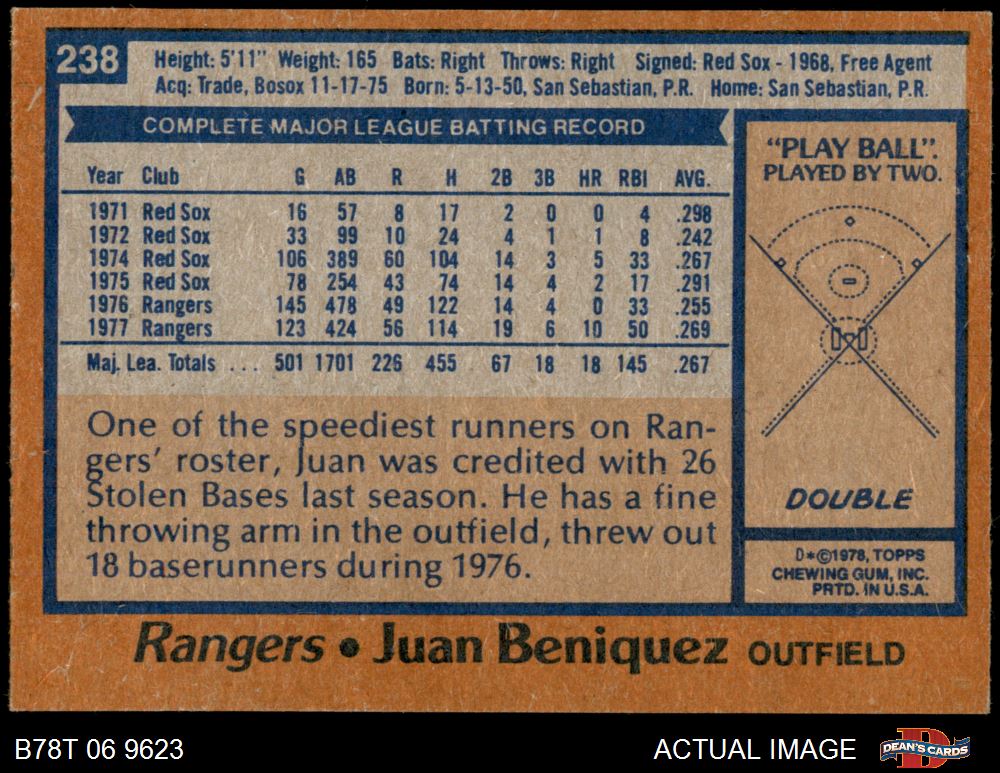 238
Height: 5'11" Weight: 165 Bats: Right Throws: Right Signed: Red Sox - 1968, Free Agent
Acq: Trade, Bosox 11-17-75 Born: 5-13-50, San Sebastian, P.R. Home: San Sebastian, P.R.
COMPLETE MAJOR LEAGUE BATTING RECORD
Year Club G AB R H 2B 3B HR RBI AVG.
1971 Red Sox 16 57 8 17 2 0 0 4 .298
1972 Red Sox 33 99 10 24 4 1 1 8 .242
1974 Red Sox 106 389 60 104 14 3 5 33 .267
1975 Red Sox 78 254 43 74 14 4 2 17 .291
1976 Rangers 145 478 49 122 14 4 0 33 .255
1977 Rangers 123 424 56 114 19 6 10 50 .269
Maj. Lea. Totals . . . 501 1701 226 455 67 18 18 145 .267
One of the speediest runners on Ran-
gers' roster, Juan was credited with 26
Stolen Bases last season. He has a fine
throwing arm in the outfield, threw out
18 baserunners during 1976.
"PLAY BALL".
PLAYED BY TWO.
DOUBLE
D*©1978, TOPPS
CHEWING GUM, INC.
PRTD. IN U.S.A.
Rangers • Juan Beniquez OUTFIELD
B78T 06 9623
ACTUAL IMAGE
DEAN'S CARDS